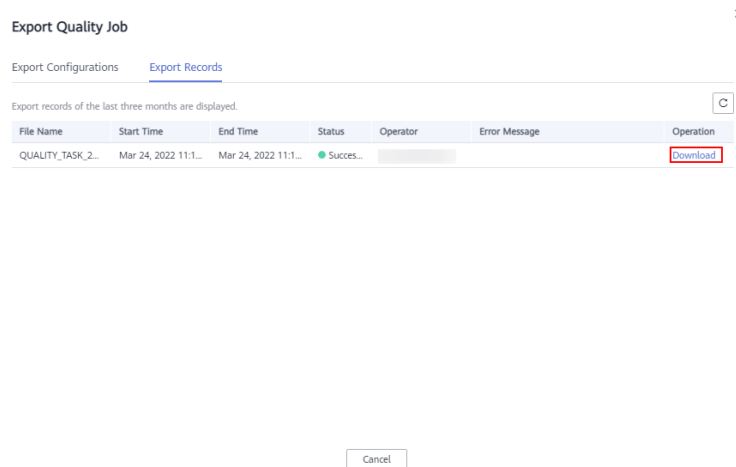 Export Quality Job
Export Configurations Export Records
Export records of the last three months are displayed.
File Name Start Time End Time Status Operator Error Message Operation
QUALITY_TASK_2... Mar 24, 2022 11:1... Mar 24, 2022 11:1... Succes... Download
Cancel